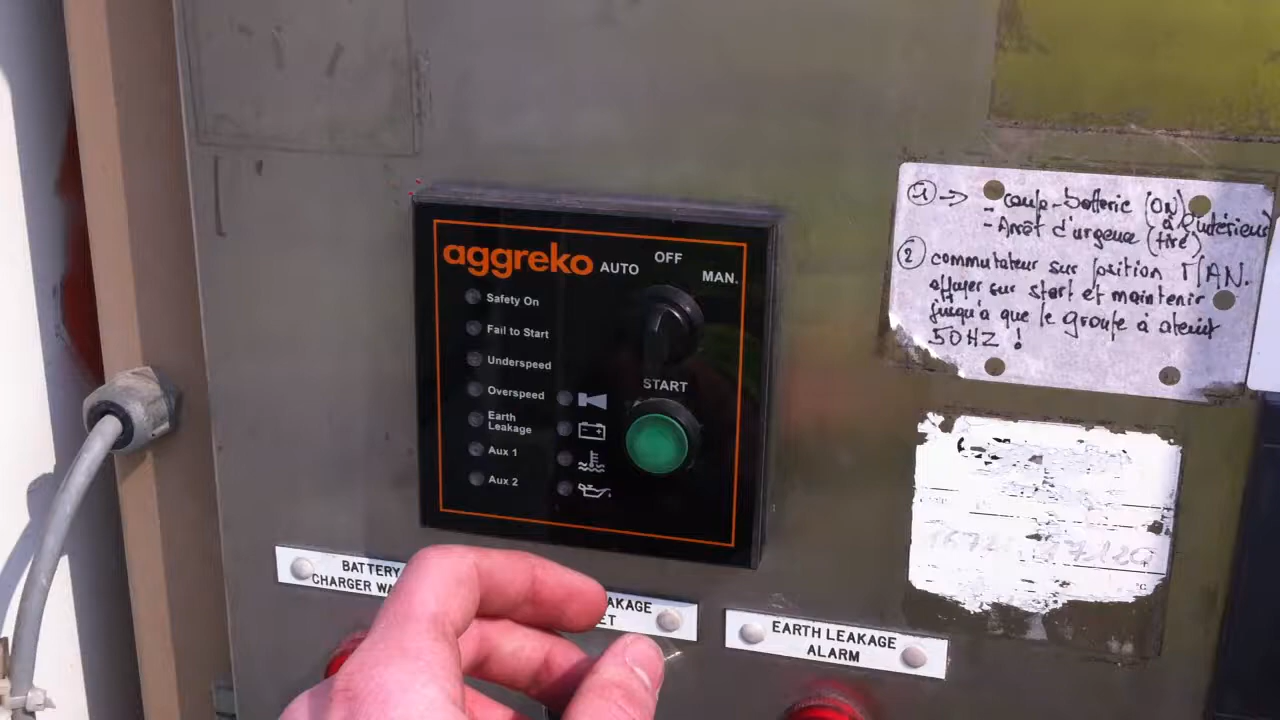 aggreko
AUTO
OFF
MAN.
Safety On
Fail to Start
Underspeed
Overspeed
Earth
Leakage
Aux 1
Aux 2
START
1 → - coupe-batterie (ON)
- Arrêt d'urgence (tiré) à l'intérieur
2 commutateur sur position MAN.
appuyer sur start et maintenir
jusqu'à que le groupe à atteint
50HZ !
BATTERY
CHARGER
EARTH LEAKAGE
ALARM